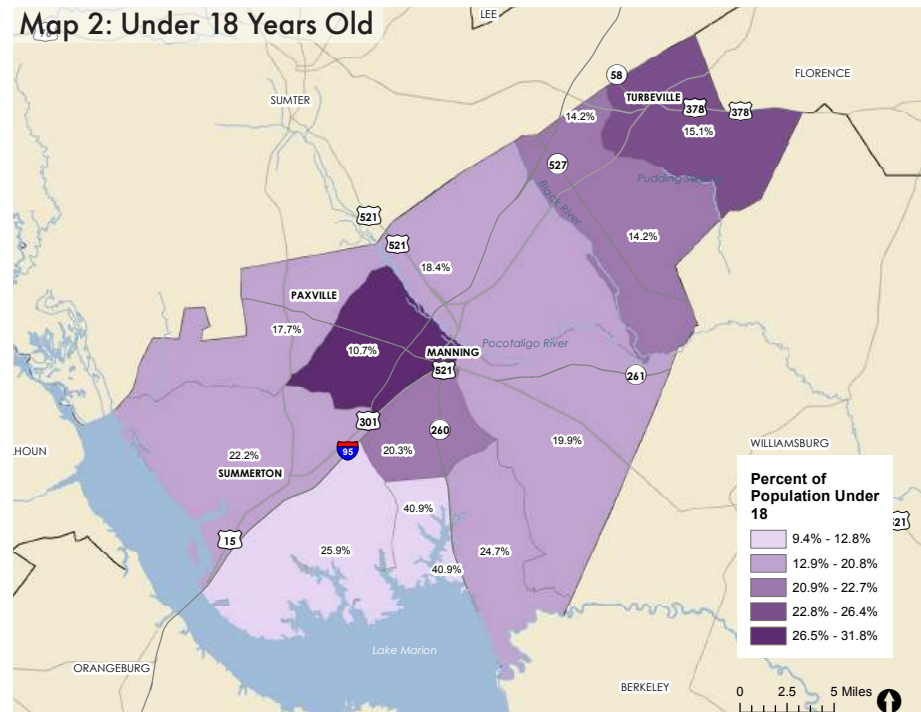 Map 2: Under 18 Years Old
LEE
FLORENCE
SUMTER
58
TURBEVILLE
378
378
14.2%
15.1%
527
Black River
14.2%
521
521
18.4%
PAXVILLE
17.7%
10.7%
MANNING
Pocotaligo River
521
261
301
260
19.9%
WILLIAMSBURG
LHOUN
22.2%
95
20.3%
SUMMERTON
40.9%
15
25.9%
24.7%
40.9%
Lake Marion
ORANGEBURG
BERKELEY
Percent of
Population Under
18
521
9.4% - 12.8%
12.9% - 20.8%
20.9% - 22.7%
22.8% - 26.4%
26.5% - 31.8%
0 2.5 5 Miles